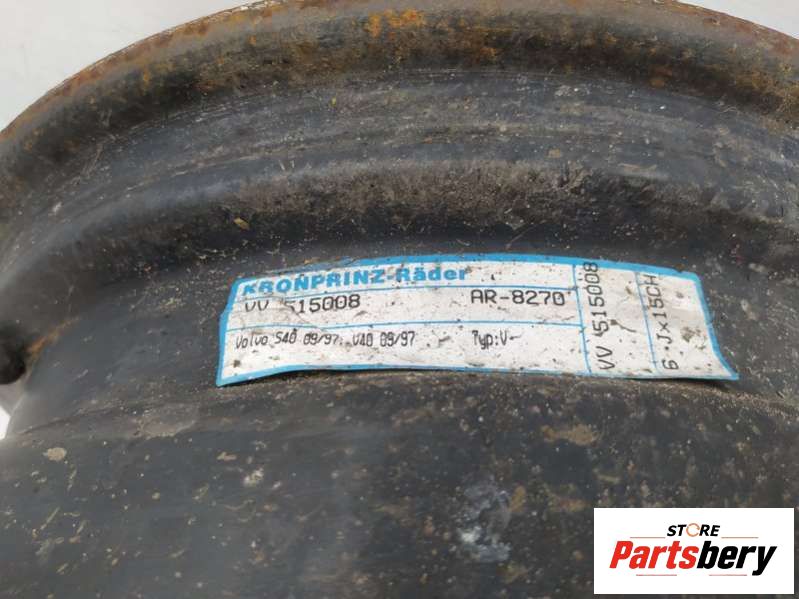 KRONPRINZ-Räder
VV 515008 AR-8270
Volvo S40 09/97. V40 09/97 Typ:V-
VV 515008
6 Jx15CH
STORE
Partsbery